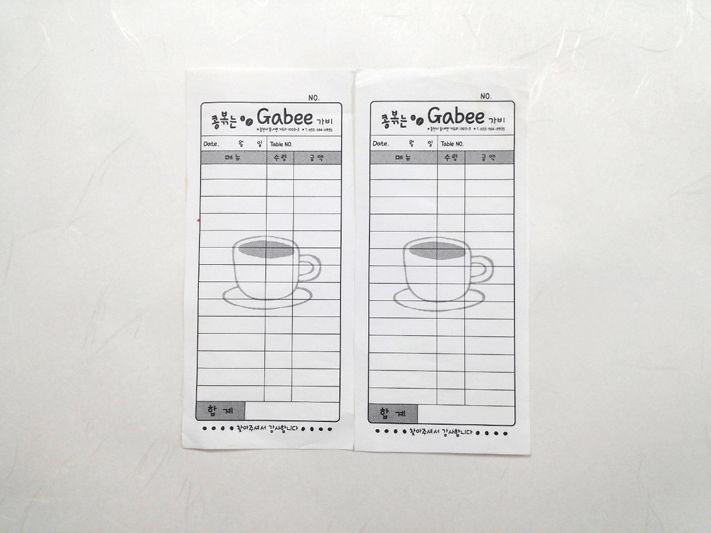 NO.
콩볶는 Gabee 가비
Date. 월 일 Table NO.
메뉴 수량 금액
합 계
찾아주셔서 감사합니다
NO.
콩볶는 Gabee 가비
Date. 월 일 Table NO.
메뉴 수량 금액
합 계
찾아주셔서 감사합니다